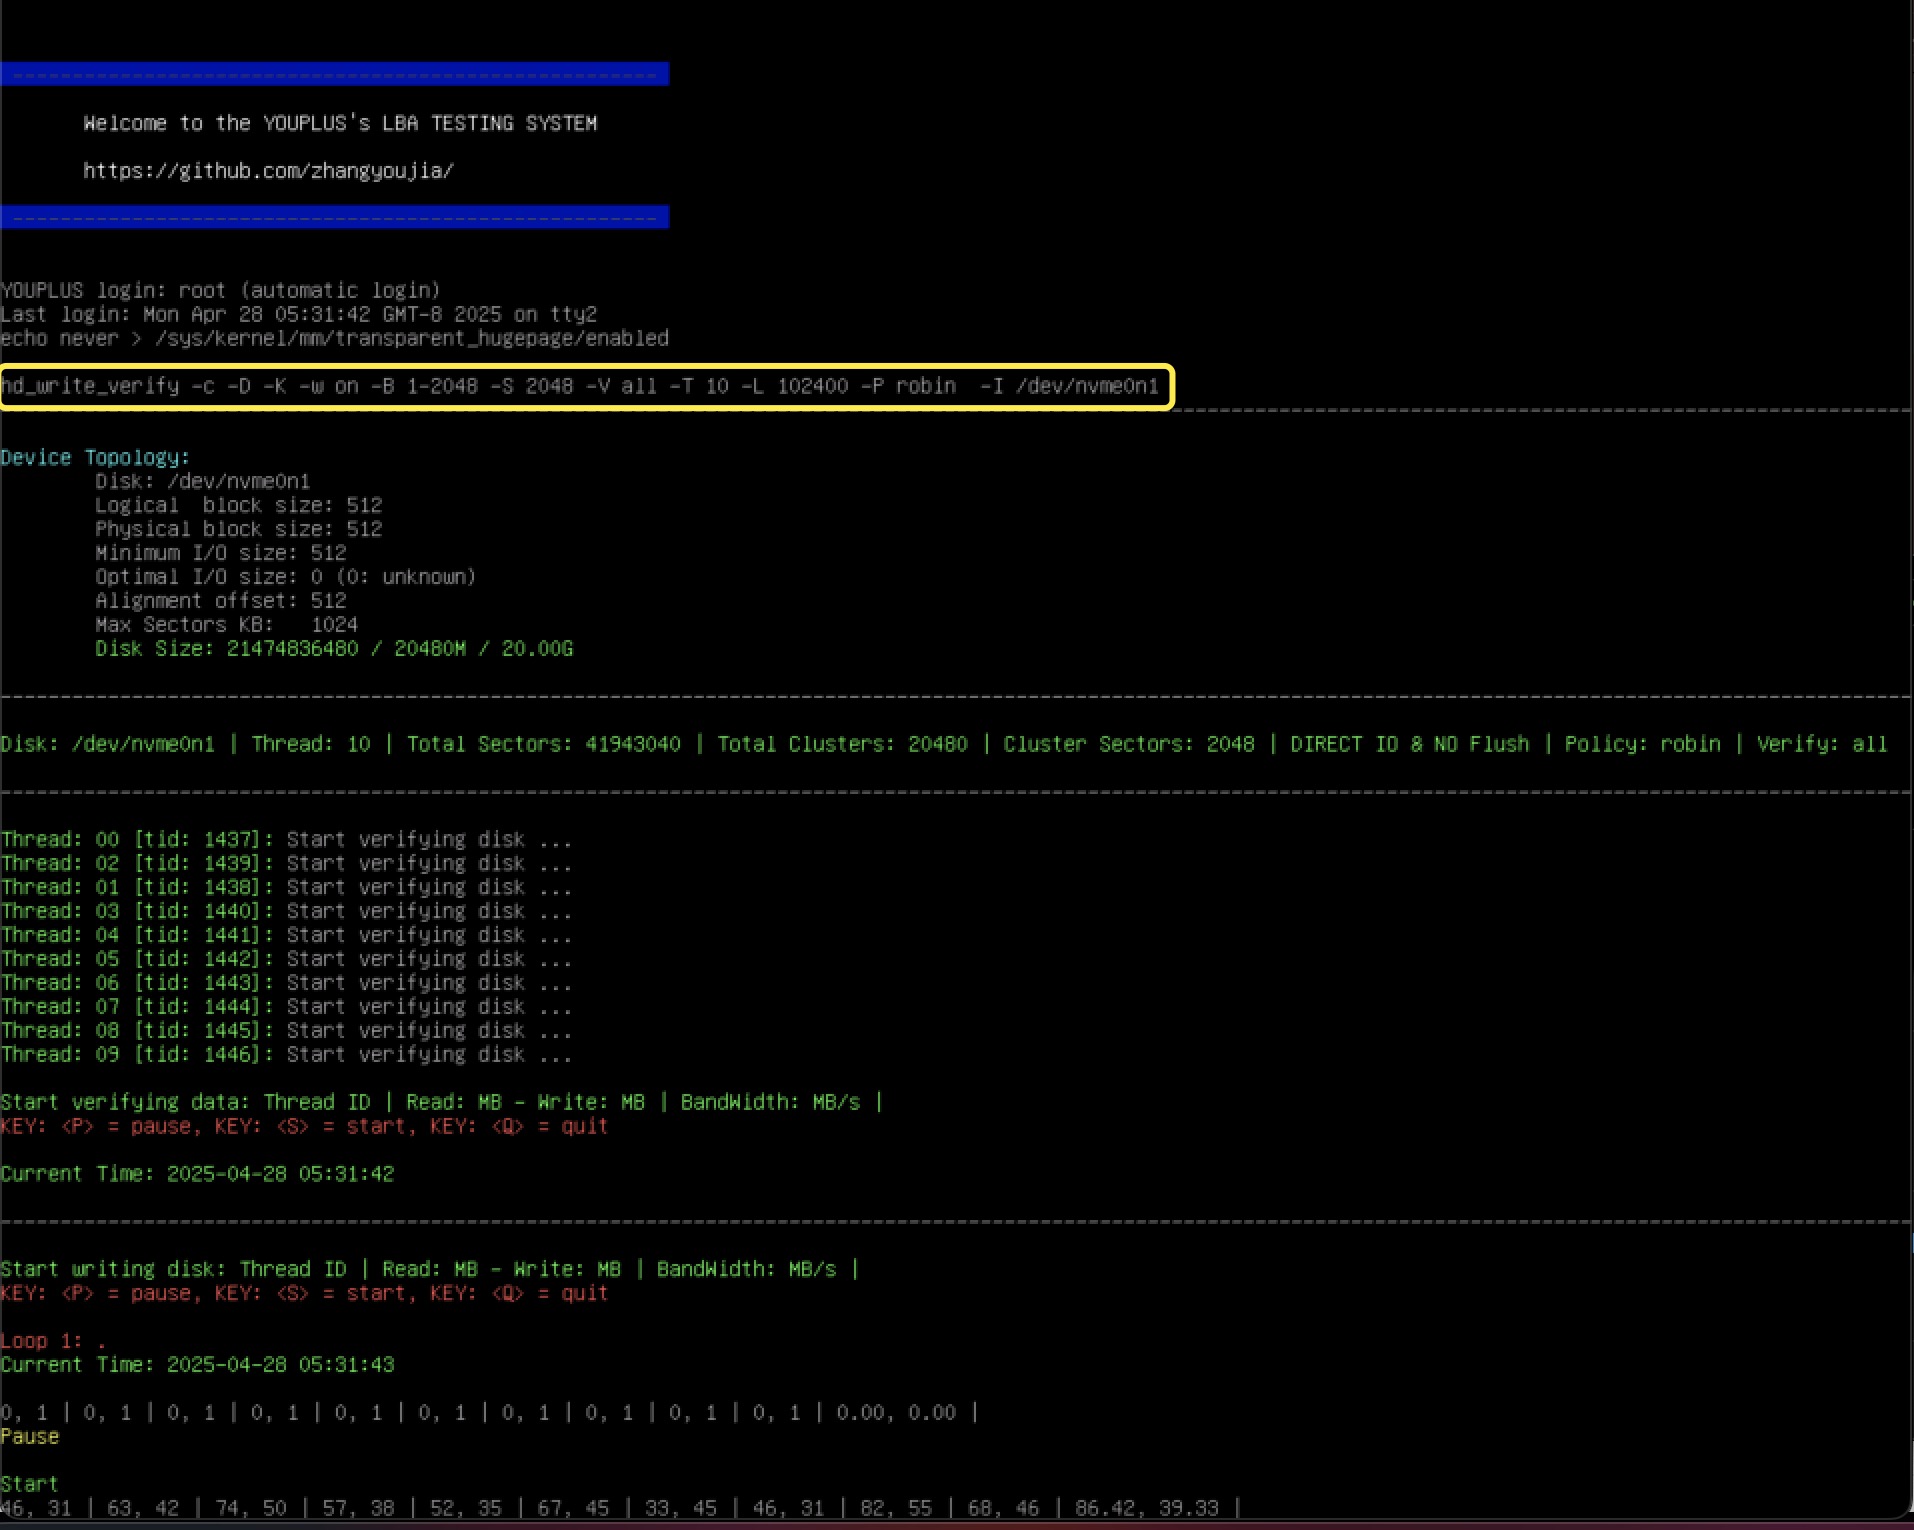 -------------------------------------------------------
Welcome to the YOUPLUS's LBA TESTING SYSTEM
https://github.com/zhangyoujia/
-------------------------------------------------------
YOUPLUS login: root (automatic login)
Last login: Mon Apr 28 05:31:42 GMT-8 2025 on tty2
echo never > /sys/kernel/mm/transparent_hugepage/enabled
hd_write_verify -c -D -K -w on -B 1-2048 -S 2048 -V all -T 10 -L 102400 -P robin  -I /dev/nvme0n1
Device Topology:
Disk: /dev/nvme0n1
Logical  block size: 512
Physical block size: 512
Minimum I/O size: 512
Optimal I/O size: 0 (0: unknown)
Alignment offset: 512
Max Sectors KB:   1024
Disk Size: 21474836480 / 20480M / 20.00G
Disk: /dev/nvme0n1 | Thread: 10 | Total Sectors: 41943040 | Total Clusters: 20480 | Cluster Sectors: 2048 | DIRECT IO & NO Flush | Policy: robin | Verify: all
Thread: 00 [tid: 1437]: Start verifying disk ...
Thread: 02 [tid: 1439]: Start verifying disk ...
Thread: 01 [tid: 1438]: Start verifying disk ...
Thread: 03 [tid: 1440]: Start verifying disk ...
Thread: 04 [tid: 1441]: Start verifying disk ...
Thread: 05 [tid: 1442]: Start verifying disk ...
Thread: 06 [tid: 1443]: Start verifying disk ...
Thread: 07 [tid: 1444]: Start verifying disk ...
Thread: 08 [tid: 1445]: Start verifying disk ...
Thread: 09 [tid: 1446]: Start verifying disk ...
Start verifying data: Thread ID | Read: MB - Write: MB | BandWidth: MB/s |
KEY: <P> = pause, KEY: <S> = start, KEY: <Q> = quit
Current Time: 2025-04-28 05:31:42
Start writing disk: Thread ID | Read: MB - Write: MB | BandWidth: MB/s |
KEY: <P> = pause, KEY: <S> = start, KEY: <Q> = quit
Loop 1: .
Current Time: 2025-04-28 05:31:43
0, 1 | 0, 1 | 0, 1 | 0, 1 | 0, 1 | 0, 1 | 0, 1 | 0, 1 | 0, 1 | 0, 1 | 0.00, 0.00 |
Pause
Start
46, 31 | 63, 42 | 74, 50 | 57, 38 | 52, 35 | 67, 45 | 33, 45 | 46, 31 | 82, 55 | 68, 46 | 86.42, 39.33 |